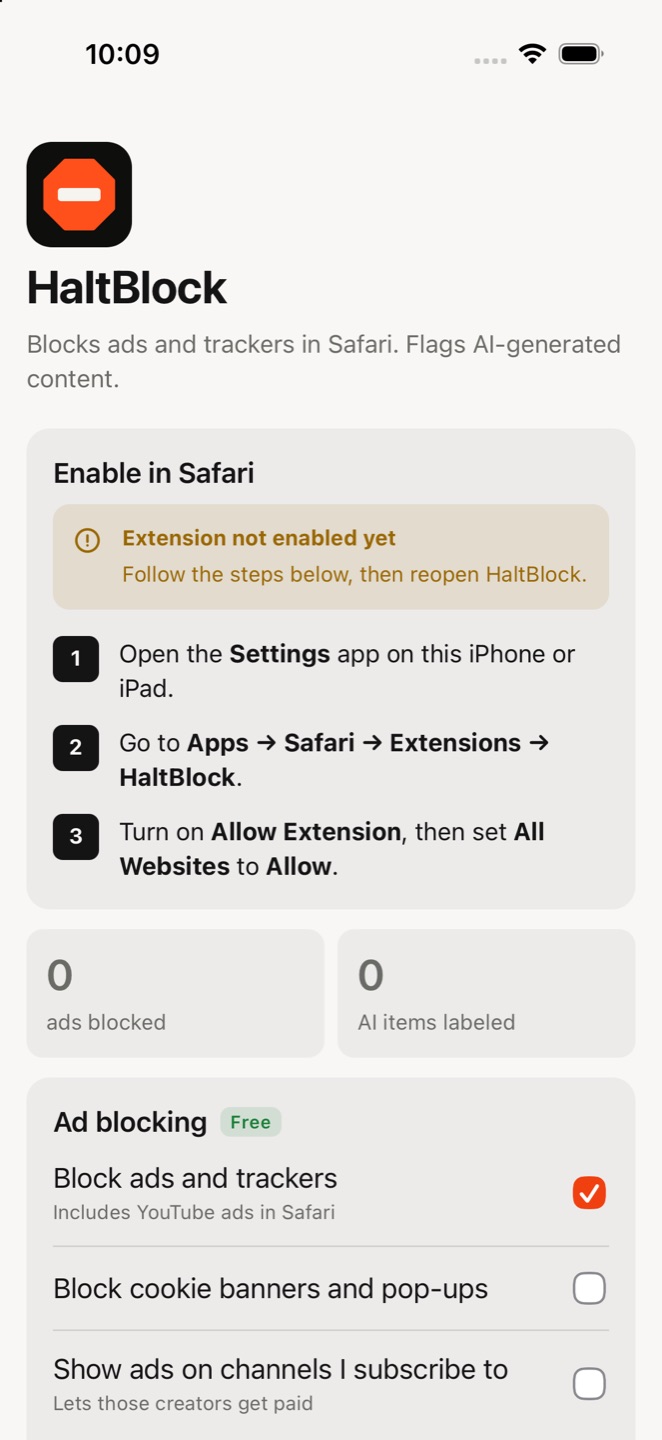 10:09
HaltBlock
Blocks ads and trackers in Safari. Flags AI-generated
content.
Enable in Safari
Extension not enabled yet
Follow the steps below, then reopen HaltBlock.
1 Open the Settings app on this iPhone or
iPad.
2 Go to Apps → Safari → Extensions →
HaltBlock.
3 Turn on Allow Extension, then set All
Websites to Allow.
0
ads blocked
0
AI items labeled
Ad blocking Free
Block ads and trackers
Includes YouTube ads in Safari
Block cookie banners and pop-ups
Show ads on channels I subscribe to
Lets those creators get paid